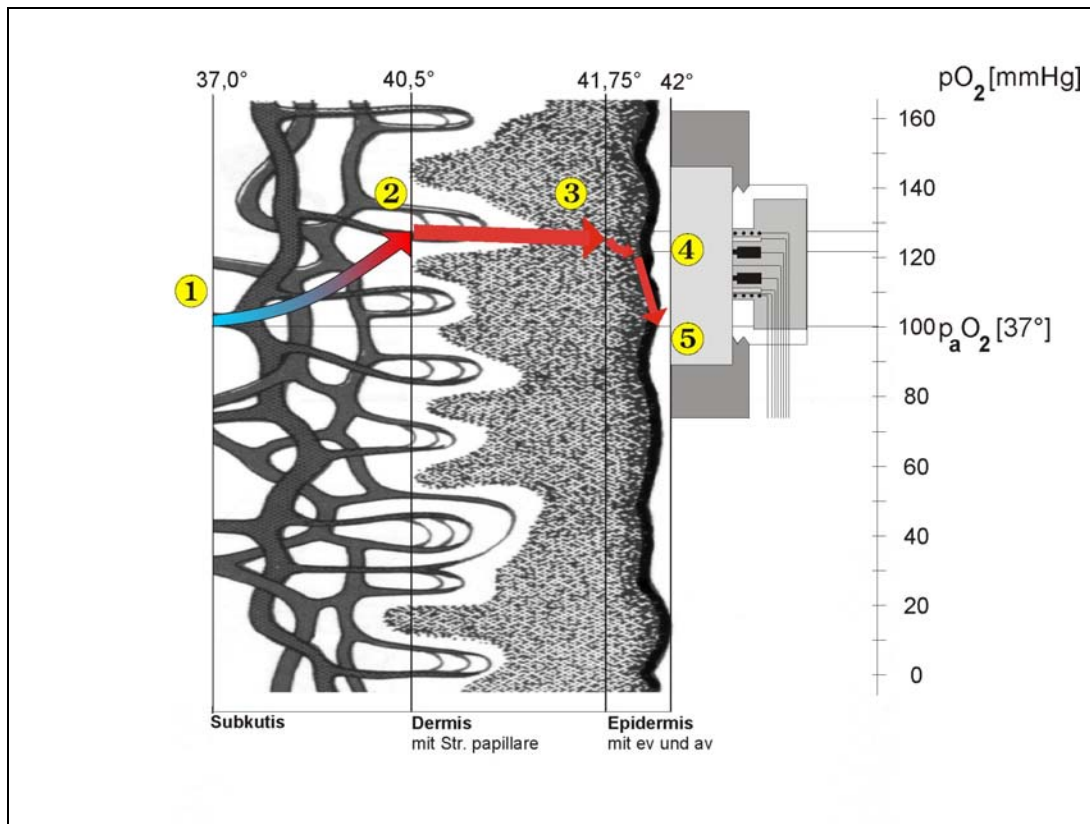 37,0°
40,5°
41,75°
42°
pO₂ [mmHg]
160
140
120
100
80
60
40
20
0
pₐO₂ [37°]
1
2
3
4
5
Subkutis
Dermis
mit Str. papillare
Epidermis
mit ev und av